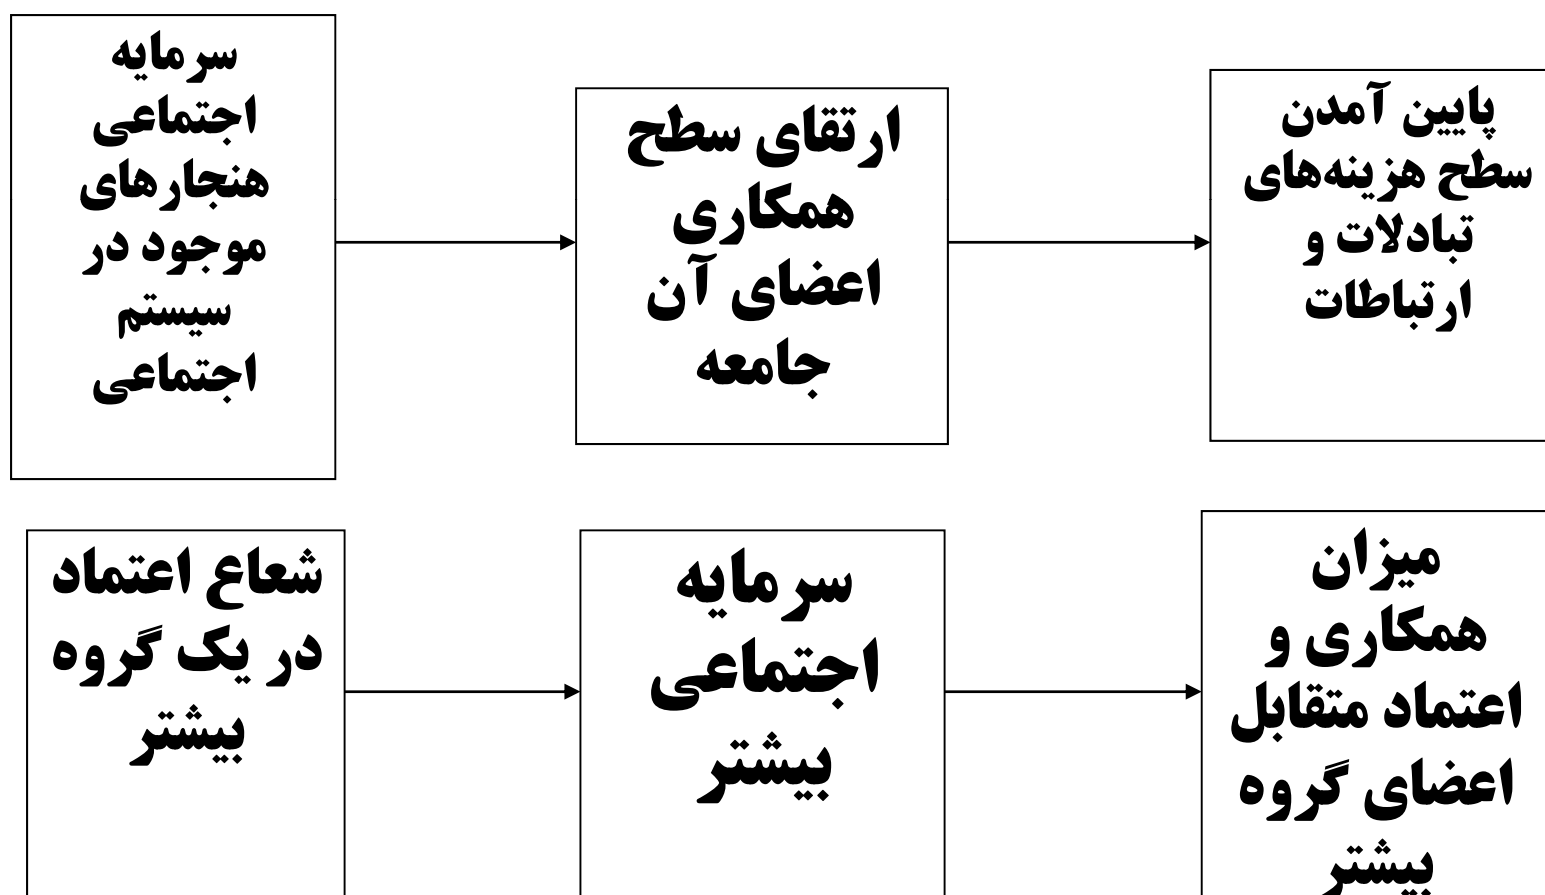 سرمایه
اجتماعی
هنجارهای
موجود در
سیستم
اجتماعی
ارتقای سطح
همکاری
اعضای آن
جامعه
پایین آمدن
سطح هزینه‌های
تبادلات و
ارتباطات
شعاع اعتماد
در یک گروه
بیشتر
سرمایه
اجتماعی
بیشتر
میزان
همکاری و
اعتماد متقابل
اعضای گروه
بیشتر